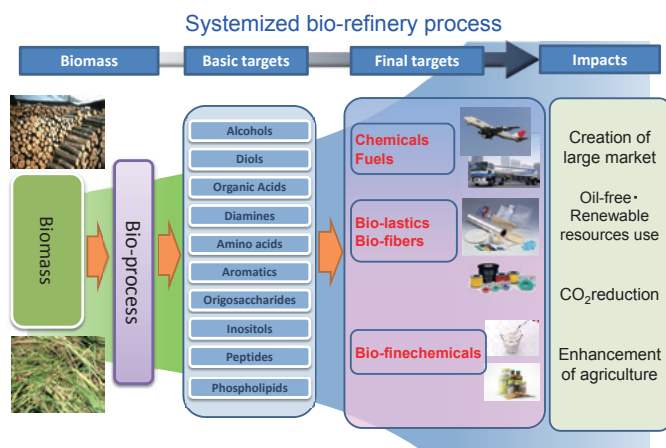 Systemized bio-refinery process
Biomass
Basic targets
Final targets
Impacts
Biomass
Bio-process
Alcohols
Diols
Organic Acids
Diamines
Amino acids
Aromatics
Origosaccharides
Inositols
Peptides
Phospholipids
Chemicals
Fuels
Bio-lastics
Bio-fibers
Bio-finechemicals
Creation of
large market
Oil-free・
Renewable
resources use
CO₂reduction
Enhancement
of agriculture